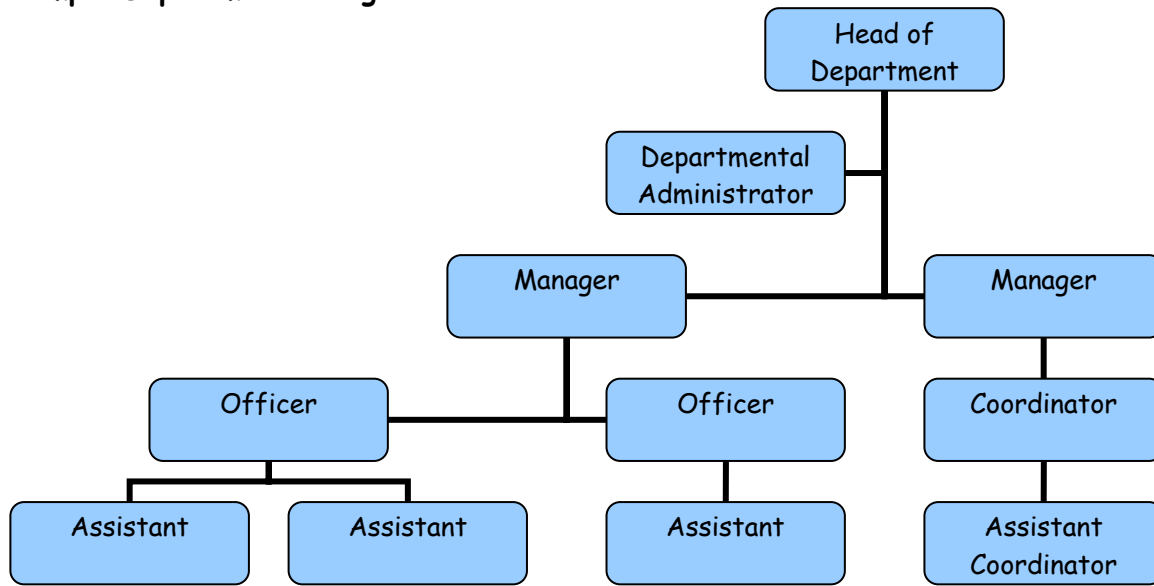 Head of
Department
Departmental
Administrator
Manager
Manager
Officer
Officer
Coordinator
Assistant
Assistant
Assistant
Assistant
Coordinator